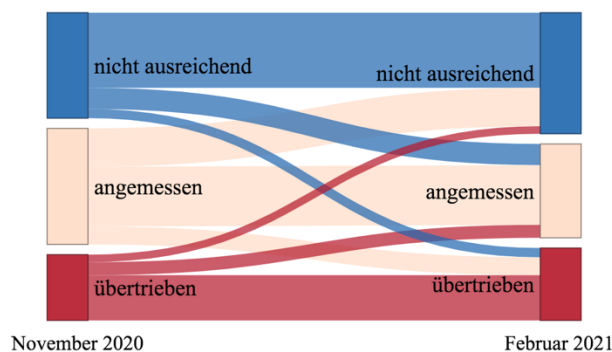 nicht ausreichend
nicht ausreichend
angemessen
angemessen
übertrieben
übertrieben
November 2020
Februar 2021